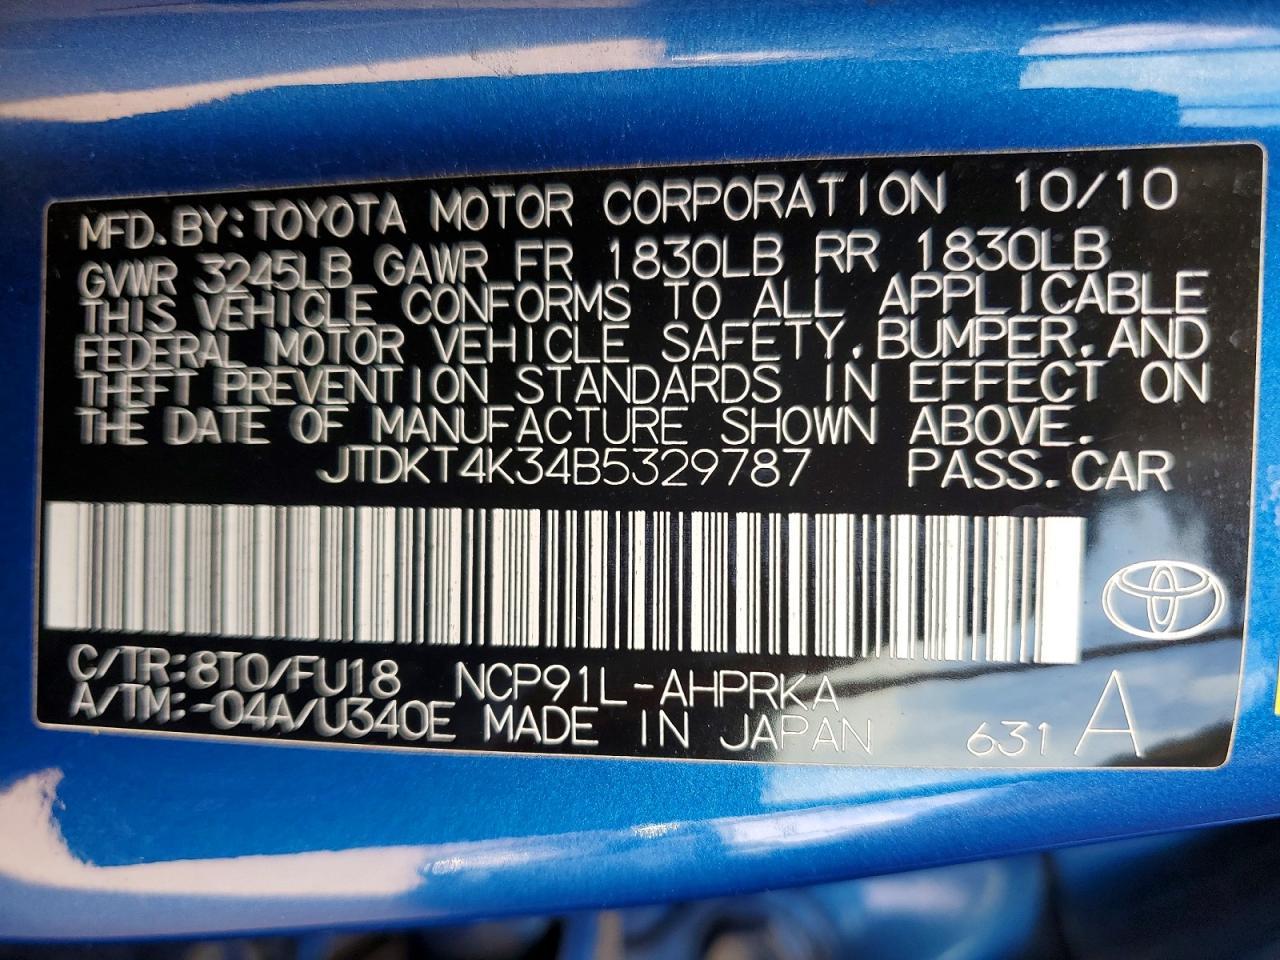 MFD. BY: TOYOTA MOTOR CORPORATION 10/10
GVWR 3245LB GAWR FR 1830LB RR 1830LB
THIS VEHICLE CONFORMS TO ALL APPLICABLE
FEDERAL MOTOR VEHICLE SAFETY, BUMPER, AND
THEFT PREVENTION STANDARDS IN EFFECT ON
THE DATE OF MANUFACTURE SHOWN ABOVE.
JTDKT4K34B5329787 PASS. CAR
C/TR: 8T0/FU18 NCP91L-AHPRKA
A/TM: -04A/U340E MADE IN JAPAN 631 A